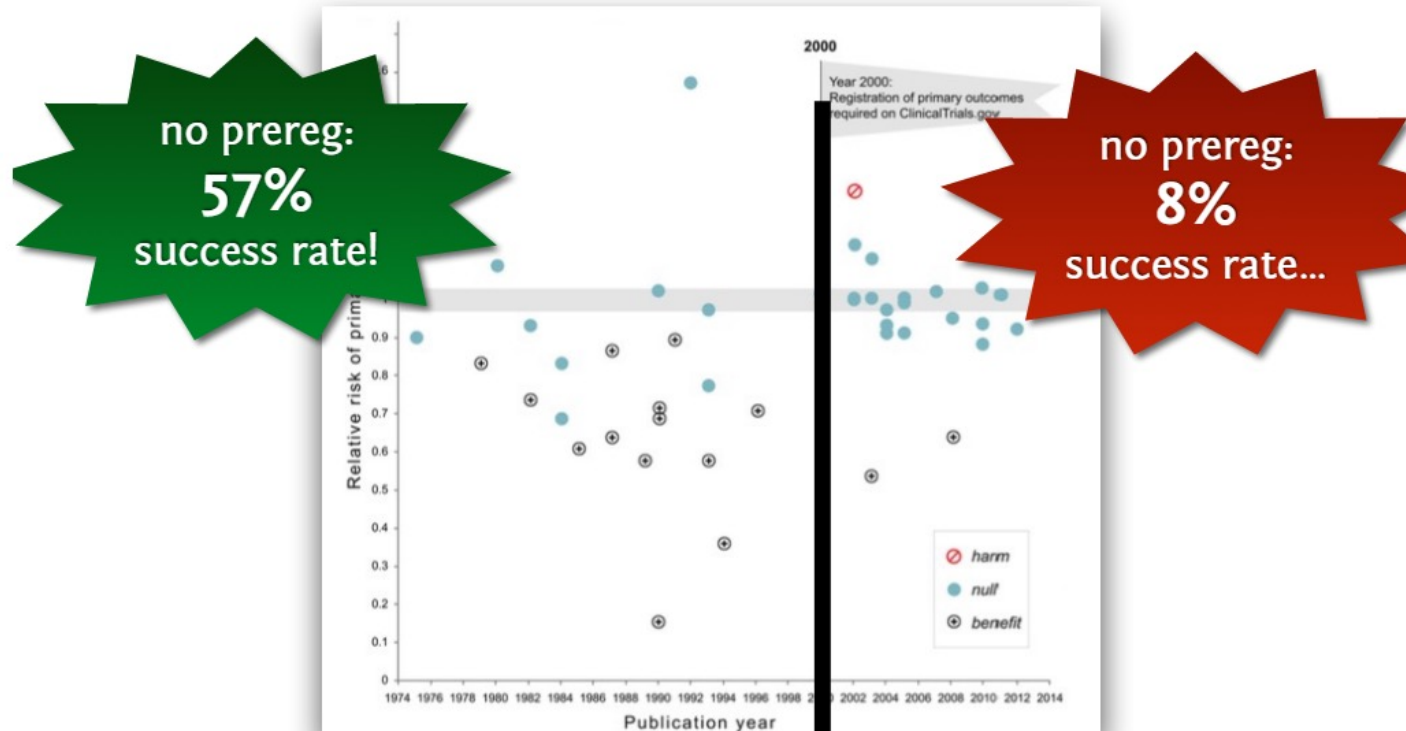 no prereg:
57%
success rate!
2000
Year 2000:
Registration of primary outcomes
required on ClinicalTrials.gov
no prereg:
8%
success rate...
Relative risk of prima
0.9
0.8
0.7
0.6
0.5
0.4
0.3
0.2
0.1
0
1974 1976 1978 1980 1982 1984 1986 1988 1990 1992 1994 1996 1998 2002 2004 2006 2008 2010 2012 2014
Publication year
harm
null
benefit